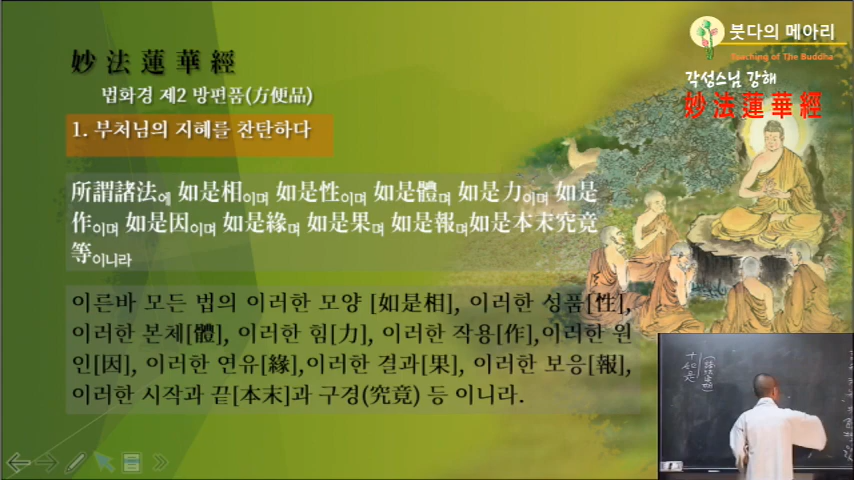 妙法蓮華經
법화경 제2 방편품(方便品)
1. 부처님의 지혜를 찬탄하다
所謂諸法에 如是相이며 如是性이며 如是體며 如是力이며 如是
作이며 如是因이며 如是緣며 如是果며 如是報며如是本末究竟
等이니라
이른바 모든 법의 이러한 모양 [如是相], 이러한 성품[性],
이러한 본체[體], 이러한 힘[力], 이러한 작용[作],이러한 원
인[因], 이러한 연유[緣],이러한 결과[果], 이러한 보응[報],
이러한 시작과 끝[本末]과 구경(究竟) 등 이니라.
붓다의 메아리
Teaching of The Buddha
각성스님 강해
妙法蓮華經
十如是